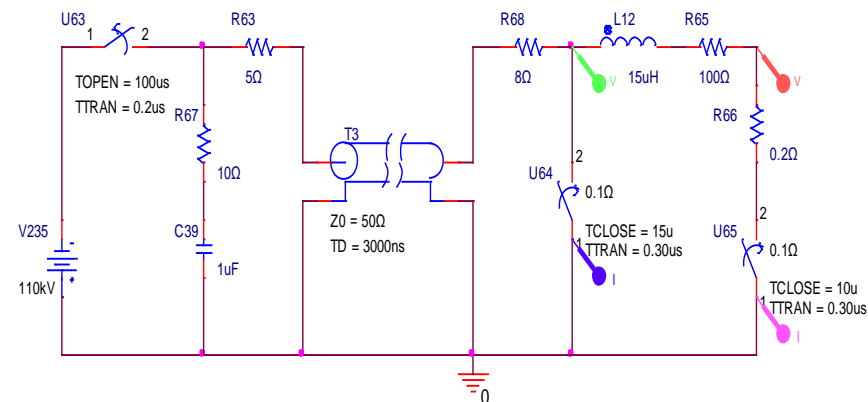 U63
1
2
TOPEN = 100us
TTRAN = 0.2us
R63
5Ω
R67
10Ω
C39
1uF
V235
-
+
110kV
T3
Z0 = 50Ω
TD = 3000ns
R68
8Ω
V
L12
15uH
R65
100Ω
V
R66
0.2Ω
2
U64
0.1Ω
TCLOSE = 15u
1
TTRAN = 0.30us
I
2
U65
0.1Ω
TCLOSE = 10u
1
TTRAN = 0.30us
I
0